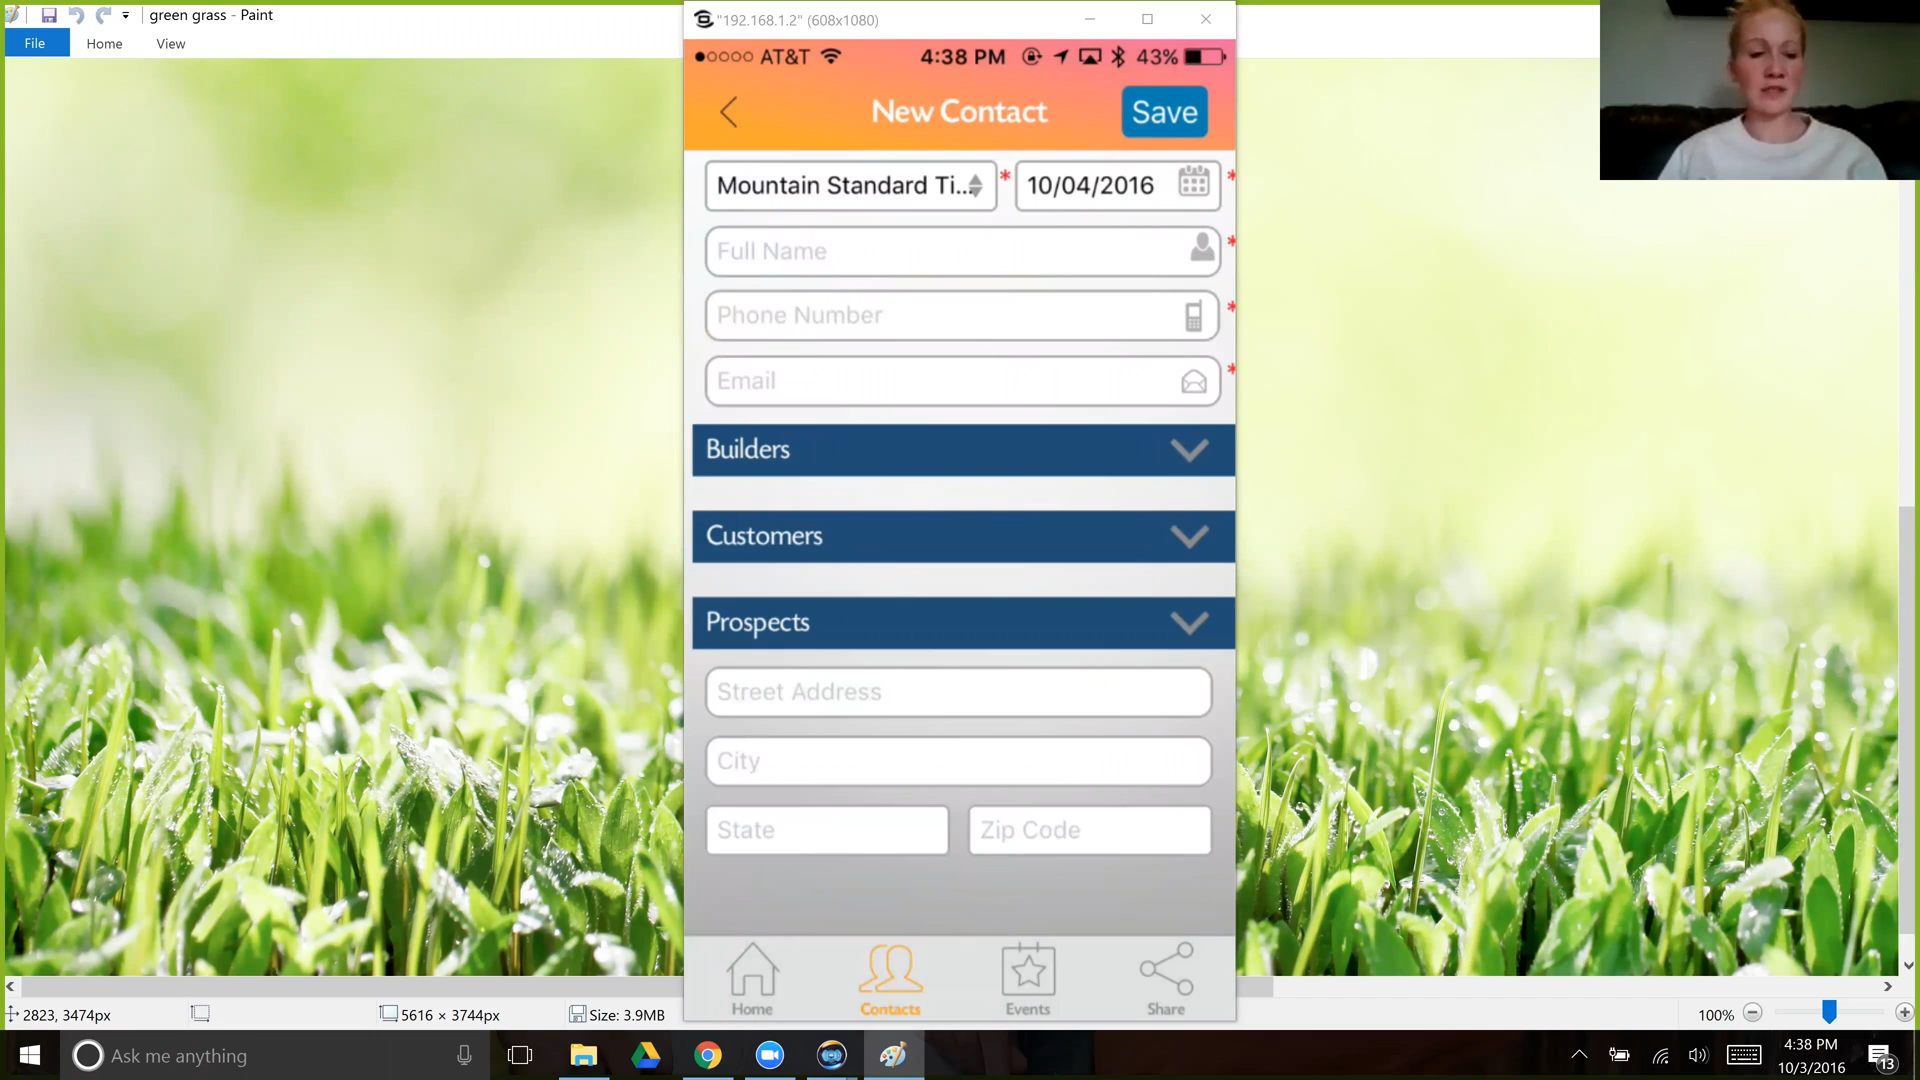 green grass - Paint
File
Home
View
"192.168.1.2" (608x1080)
AT&T
4:38 PM
43%
New Contact
Save
Mountain Standard Ti...
*
10/04/2016
*
Full Name
*
Phone Number
*
Email
*
Builders
Customers
Prospects
Street Address
City
State
Zip Code
Home
Contacts
Events
Share
2823, 3474px
5616 × 3744px
Size: 3.9MB
100%
Ask me anything
4:38 PM
10/3/2016
13